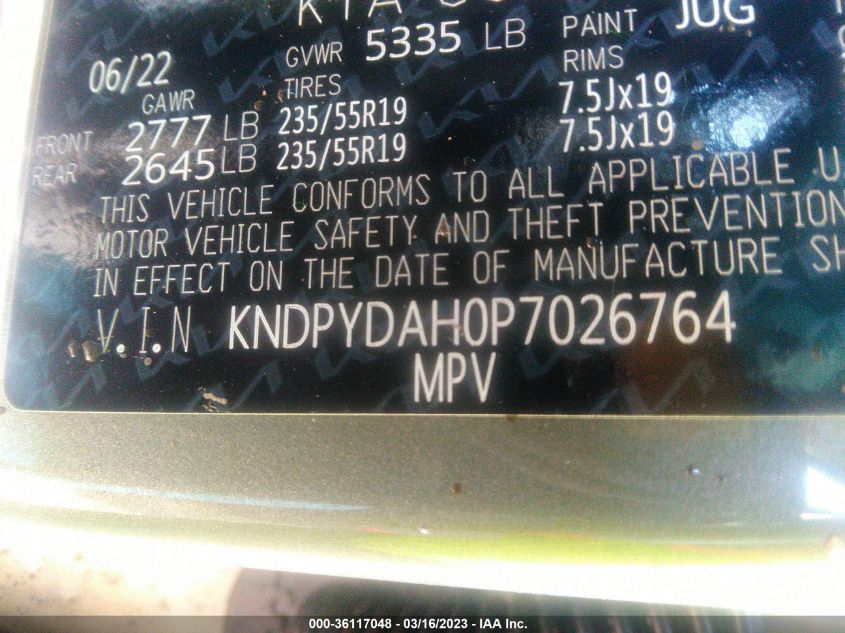 KIA
GVWR 5335 LB PAINT JUG
06/22 TIRES RIMS
GAWR
FRONT 2777 LB 235/55R19 7.5Jx19
REAR 2645 LB 235/55R19 7.5Jx19
THIS VEHICLE CONFORMS TO ALL APPLICABLE U
MOTOR VEHICLE SAFETY AND THEFT PREVENTION
IN EFFECT ON THE DATE OF MANUFACTURE SH
V.I.N KNDPYDAH0P7026764
MPV
000-36117048 - 03/16/2023 - IAA Inc.